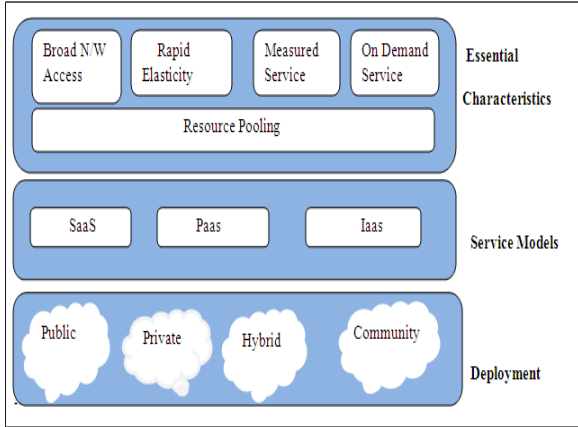 Broad N/W
Access
Rapid
Elasticity
Measured
Service
On Demand
Service
Essential
Characteristics
Resource Pooling
SaaS
Paas
Iaas
Service Models
Public
Private
Hybrid
Community
Deployment